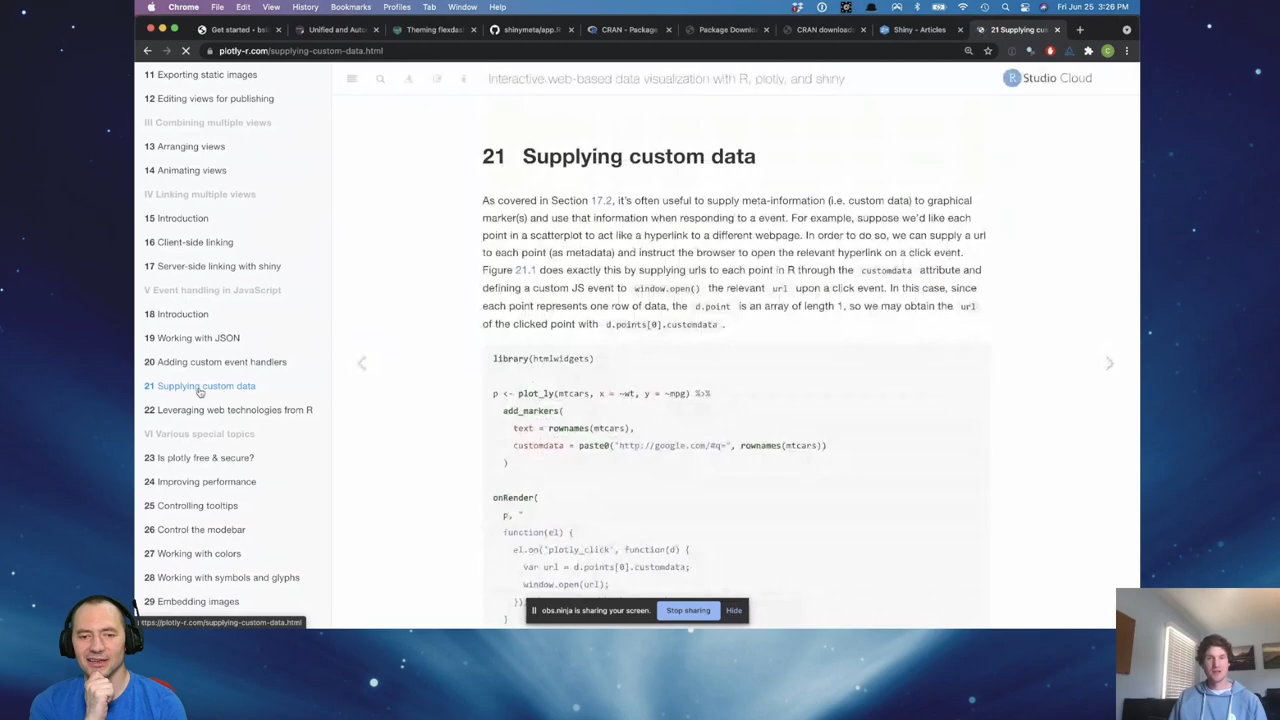 Chrome File Edit View History Bookmarks Profiles Tab Window Help
Fri Jun 25 3:26 PM
Get started • bsl
Unified and Auto
Theming flexdas
shinymeta/app.R
CRAN - Package
Package Downl
CRAN downloads
Shiny - Articles
21 Supplying cus
plotly-r.com/supplying-custom-data.html
11 Exporting static images
12 Editing views for publishing
III Combining multiple views
13 Arranging views
14 Animating views
IV Linking multiple views
15 Introduction
16 Client-side linking
17 Server-side linking with shiny
V Event handling in JavaScript
18 Introduction
19 Working with JSON
20 Adding custom event handlers
21 Supplying custom data
22 Leveraging web technologies from R
VI Various special topics
23 Is plotly free & secure?
24 Improving performance
25 Controlling tooltips
26 Control the modebar
27 Working with colors
28 Working with symbols and glyphs
29 Embedding images
https://plotly-r.com/supplying-custom-data.html
Interactive web-based data visualization with R, plotly, and shiny
R Studio Cloud
21 Supplying custom data
As covered in Section 17.2, it's often useful to supply meta-information (i.e. custom data) to graphical
marker(s) and use that information when responding to a event. For example, suppose we'd like each
point in a scatterplot to act like a hyperlink to a different webpage. In order to do so, we can supply a url
to each point (as metadata) and instruct the browser to open the relevant hyperlink on a click event.
Figure 21.1 does exactly this by supplying urls to each point in R through the customdata attribute and
defining a custom JS event to window.open() the relevant url upon a click event. In this case, since
each point represents one row of data, the d.point is an array of length 1, so we may obtain the url
of the clicked point with d.points[0].customdata .
library(htmlwidgets)
p <- plot_ly(mtcars, x = ~wt, y = ~mpg) %>%
add_markers(
text = rownames(mtcars),
customdata = paste0("http://google.com/#q=", rownames(mtcars))
)
onRender(
p, "
function(el) {
el.on('plotly_click', function(d) {
var url = d.points[0].customdata;
window.open(url);
});
}
obs.ninja is sharing your screen.
Stop sharing
Hide